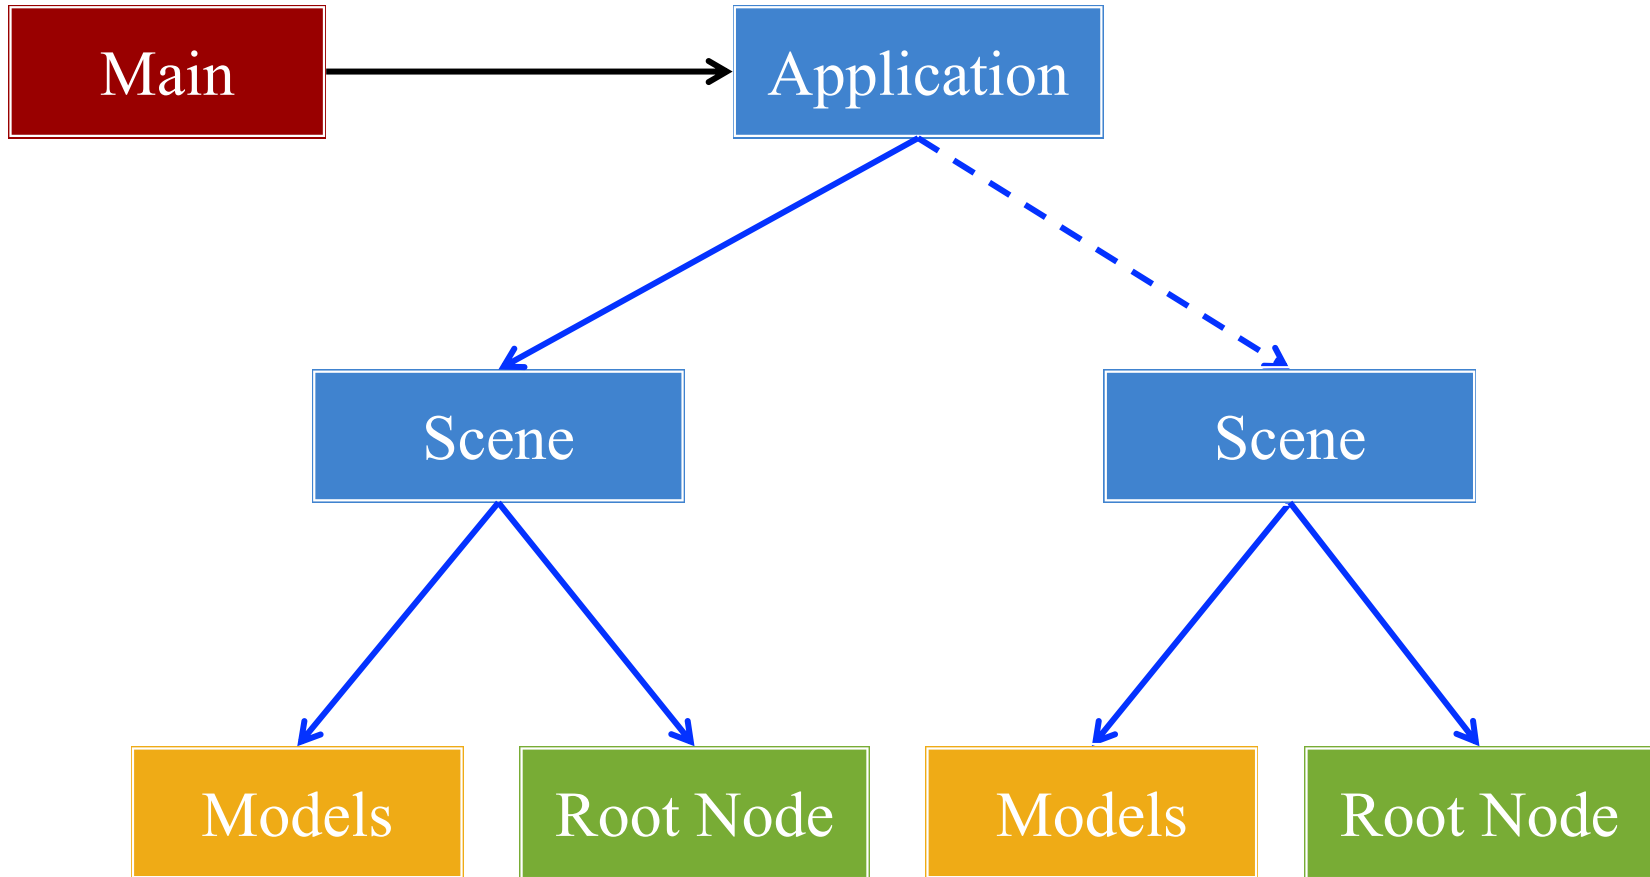 Main
Application
Scene
Scene
Models
Root Node
Models
Root Node